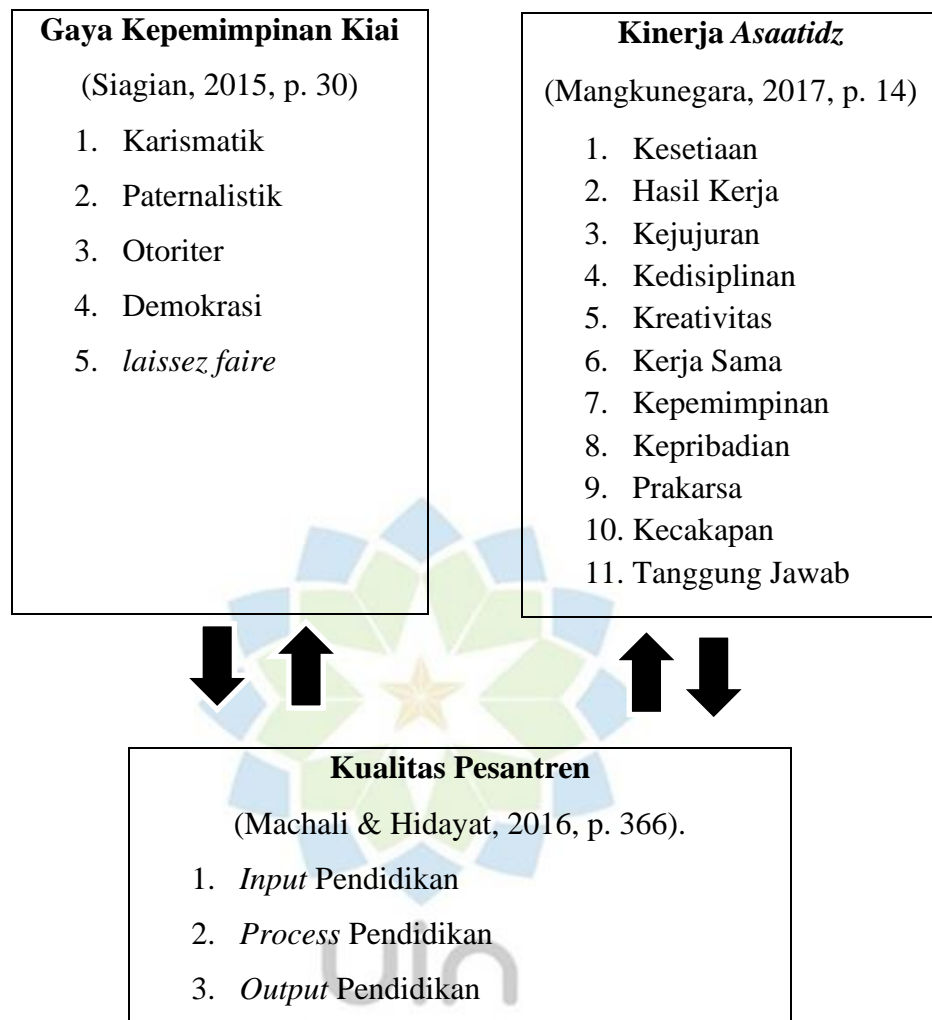 Gaya Kepemimpinan Kiai
(Siagian, 2015, p. 30)
1. Karismatik
2. Paternalistik
3. Otoriter
4. Demokrasi
5. laissez faire
Kinerja Asaatidz
(Mangkunegara, 2017, p. 14)
1. Kesetiaan
2. Hasil Kerja
3. Kejujuran
4. Kedisiplinan
5. Kreativitas
6. Kerja Sama
7. Kepemimpinan
8. Kepribadian
9. Prakarsa
10. Kecakapan
11. Tanggung Jawab
Kualitas Pesantren
(Machali & Hidayat, 2016, p. 366).
1. Input Pendidikan
2. Process Pendidikan
3. Output Pendidikan
uin